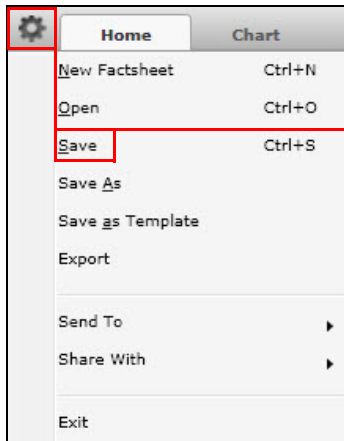 Home Chart
New Factsheet Ctrl+N
Open Ctrl+O
Save Ctrl+S
Save As
Save as Template
Export
Send To
Share With
Exit